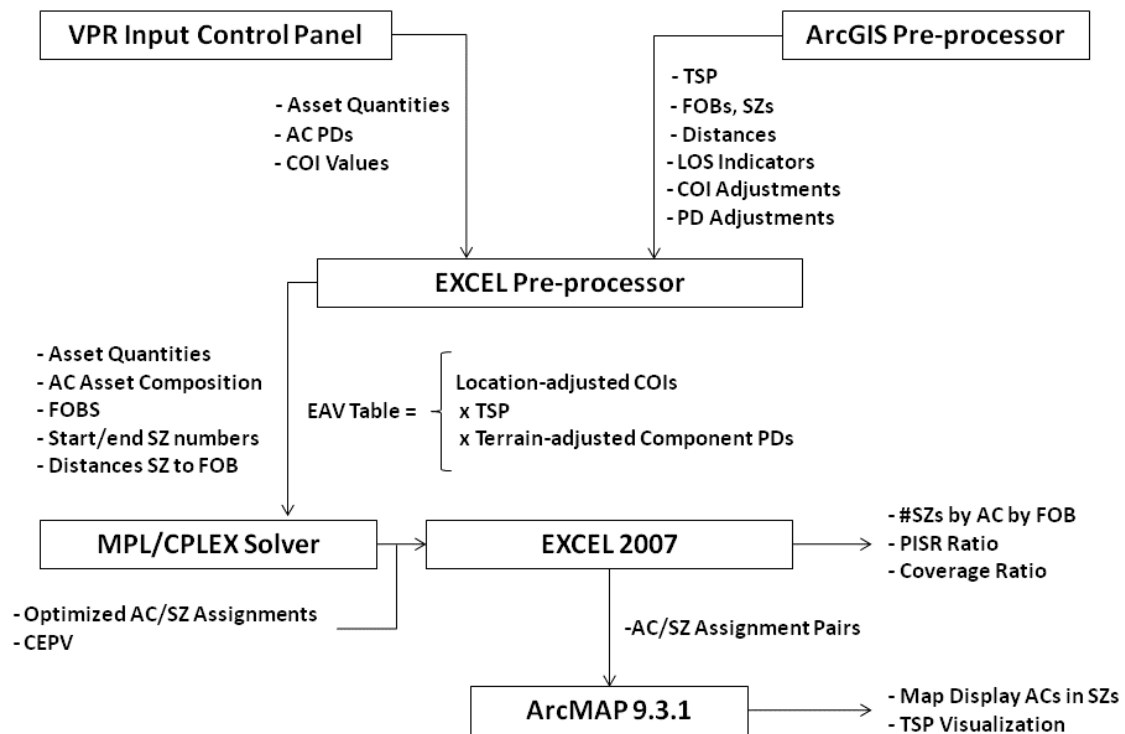 VPR Input Control Panel
ArcGIS Pre-processor
- Asset Quantities
- AC PDs
- COI Values
- TSP
- FOBs, SZs
- Distances
- LOS Indicators
- COI Adjustments
- PD Adjustments
EXCEL Pre-processor
- Asset Quantities
- AC Asset Composition
- FOBS
- Start/end SZ numbers
- Distances SZ to FOB
EAV Table =
Location-adjusted COIs
x TSP
x Terrain-adjusted Component PDs
MPL/CPLEX Solver
EXCEL 2007
- #SZs by AC by FOB
- PISR Ratio
- Coverage Ratio
- Optimized AC/SZ Assignments
- CEPV
-AC/SZ Assignment Pairs
ArcMAP 9.3.1
- Map Display ACs in SZs
- TSP Visualization